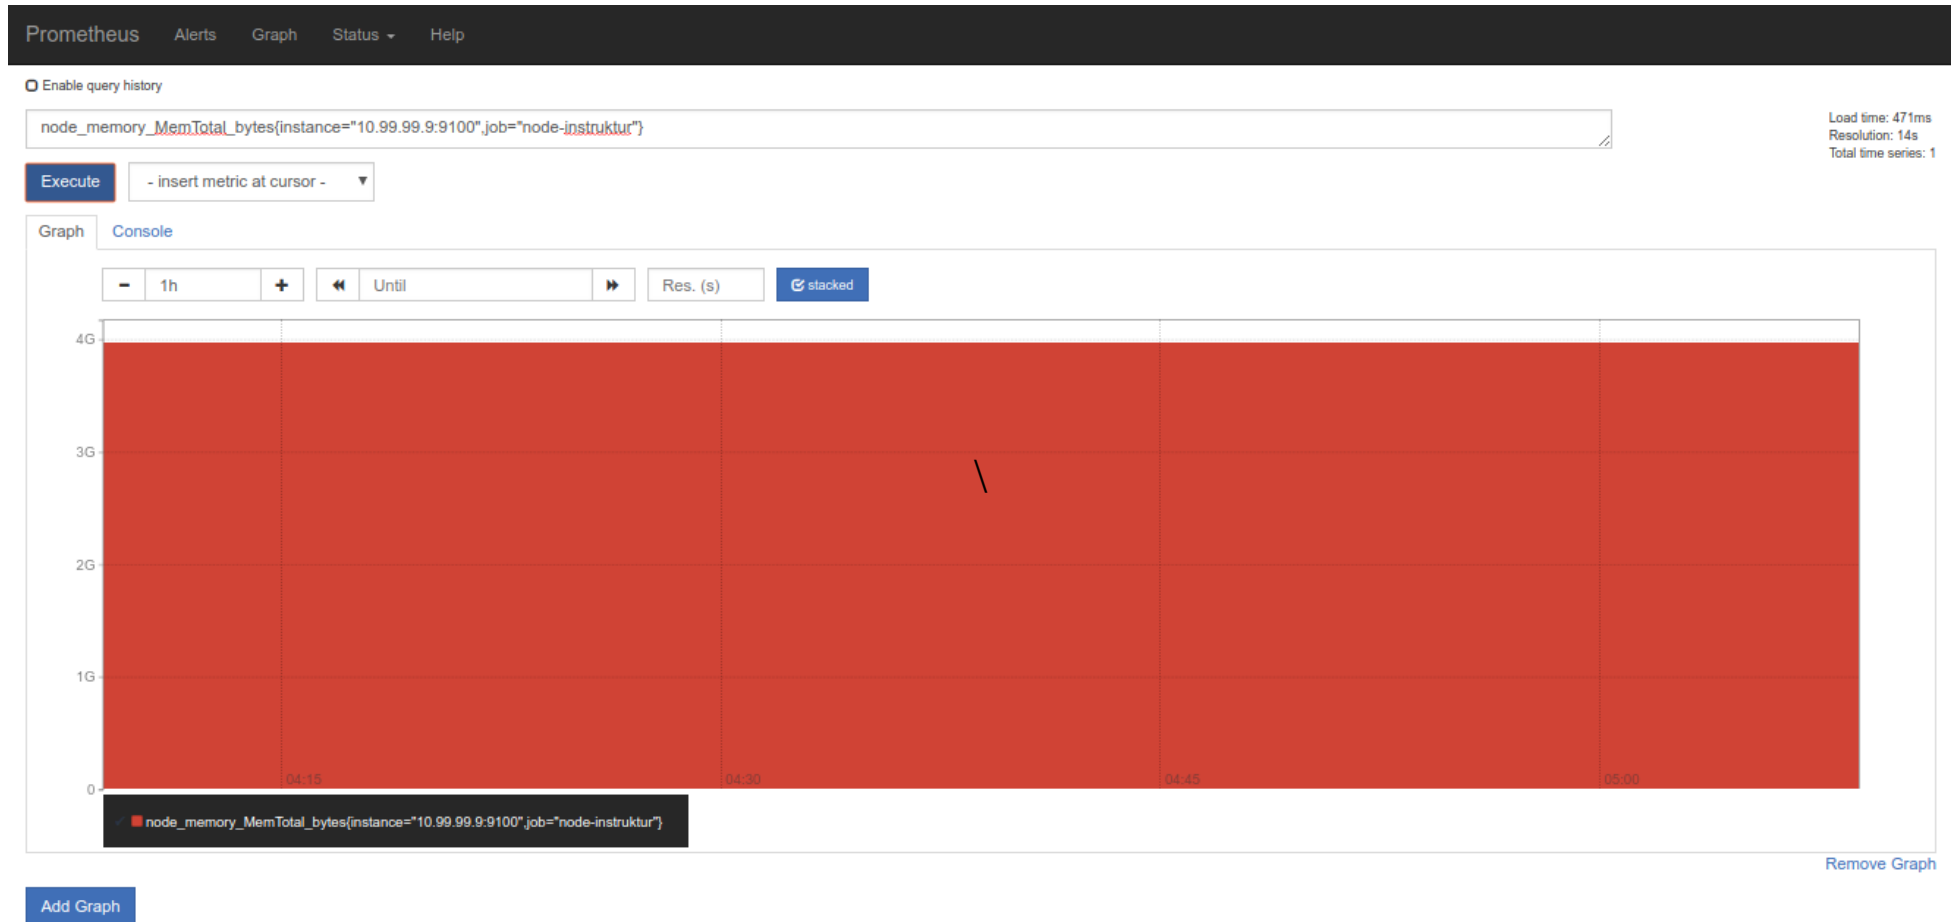 Prometheus Alerts Graph Status Help
Enable query history
node_memory_MemTotal_bytes{instance="10.99.99.9:9100",job="node-instruktur"}
Load time: 471ms
Resolution: 14s
Total time series: 1
Execute - insert metric at cursor -
Graph Console
1h Until Res. (s) stacked
4G
3G
\
2G
1G
0
04:15 04:30 04:45 05:00
node_memory_MemTotal_bytes{instance="10.99.99.9:9100",job="node-instruktur"}
Remove Graph
Add Graph